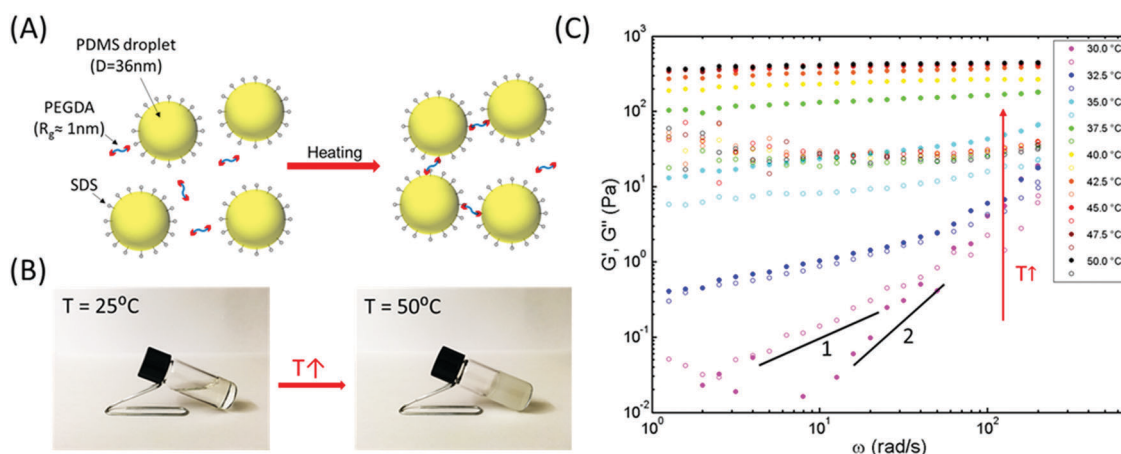 (A)
PDMS droplet
(D=36nm)
PEGDA
(Rg≈ 1nm)
SDS
Heating
(B)
T = 25⁰C
T↑
T = 50⁰C
(C)
G', G'' (Pa)
10³
10²
10¹
10⁰
10⁻¹
10⁻²
10⁰
10¹
10²
ω (rad/s)
1
2
T↑
30.0 °C
32.5 °C
35.0 °C
37.5 °C
40.0 °C
42.5 °C
45.0 °C
47.5 °C
50.0 °C